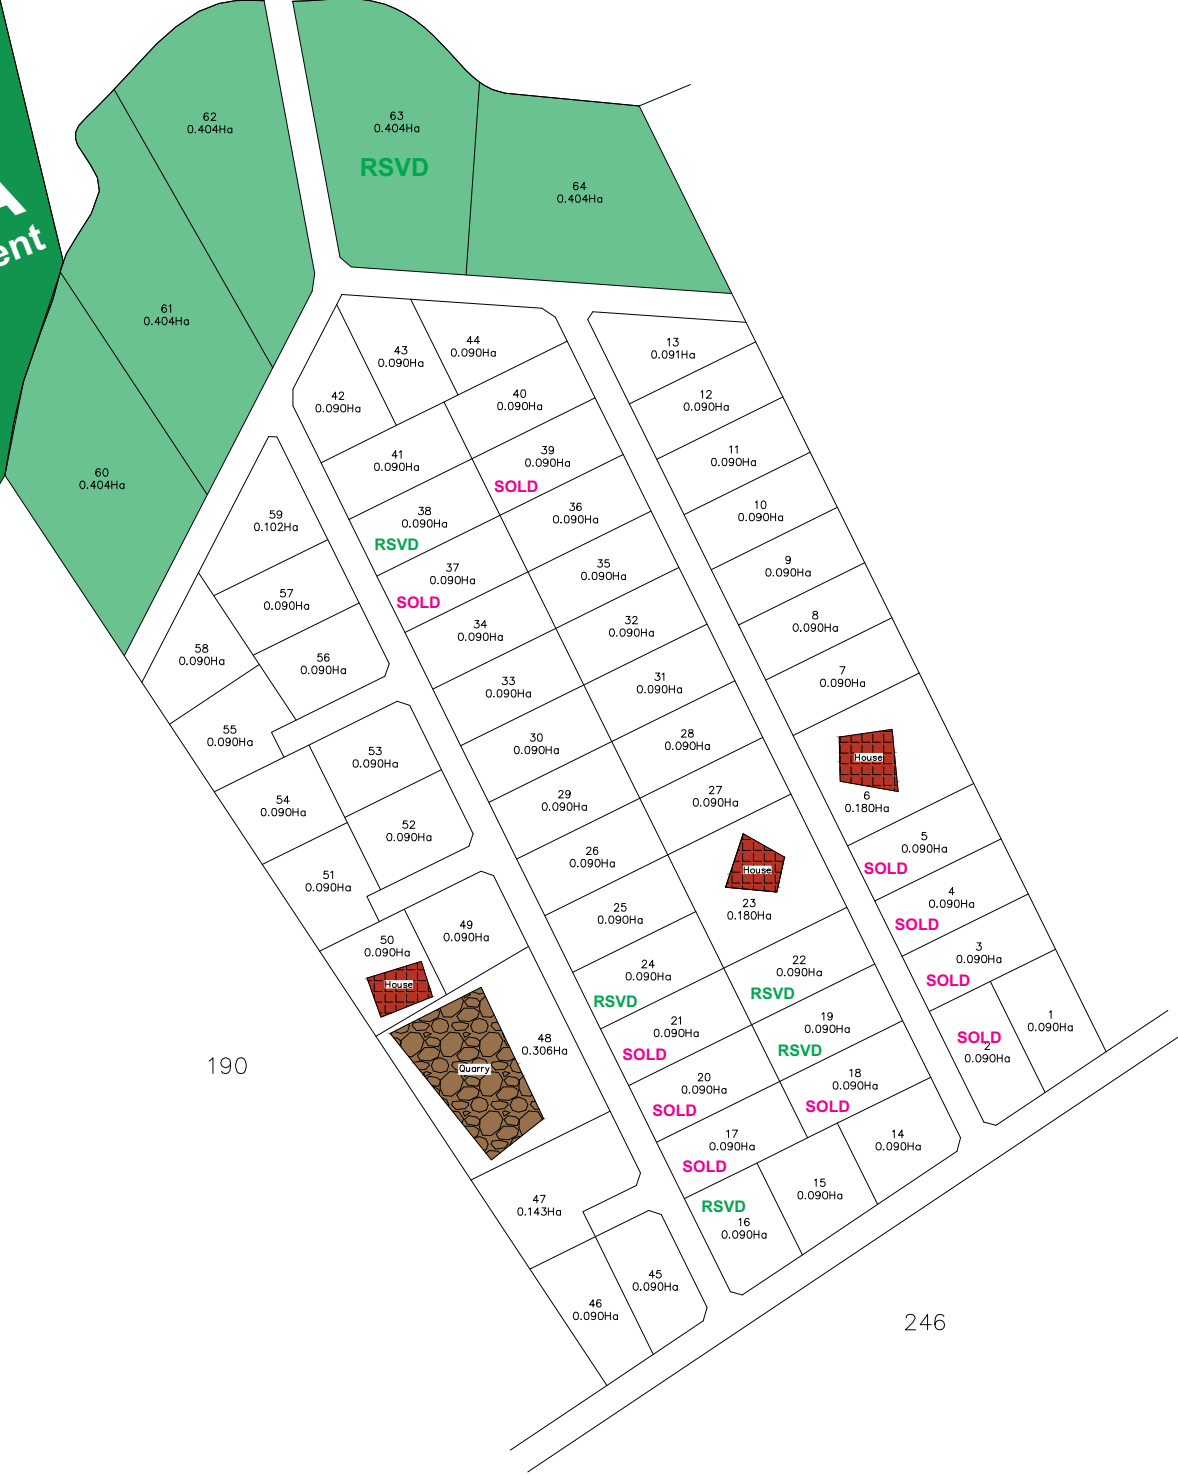 62
0.404Ha
63
0.404Ha
RSVD
64
0.404Ha
A
ent
61
0.404Ha
60
0.404Ha
44
0.090Ha
43
0.090Ha
42
0.090Ha
13
0.091Ha
40
0.090Ha
12
0.090Ha
41
0.090Ha
39
0.090Ha
SOLD
11
0.090Ha
59
0.102Ha
38
0.090Ha
RSVD
36
0.090Ha
10
0.090Ha
37
0.090Ha
SOLD
35
0.090Ha
9
0.090Ha
57
0.090Ha
34
0.090Ha
32
0.090Ha
8
0.090Ha
58
0.090Ha
56
0.090Ha
33
0.090Ha
31
0.090Ha
7
0.090Ha
55
0.090Ha
53
0.090Ha
30
0.090Ha
28
0.090Ha
House
6
0.180Ha
54
0.090Ha
52
0.090Ha
29
0.090Ha
27
0.090Ha
5
0.090Ha
SOLD
51
0.090Ha
26
0.090Ha
House
23
0.180Ha
4
0.090Ha
SOLD
50
0.090Ha
House
49
0.090Ha
25
0.090Ha
3
0.090Ha
SOLD
24
0.090Ha
RSVD
22
0.090Ha
RSVD
48
0.306Ha
Quarry
21
0.090Ha
SOLD
19
0.090Ha
RSVD
SOLD
2
0.090Ha
1
0.090Ha
190
20
0.090Ha
SOLD
18
0.090Ha
SOLD
17
0.090Ha
SOLD
14
0.090Ha
47
0.143Ha
RSVD
16
0.090Ha
15
0.090Ha
45
0.090Ha
46
0.090Ha
246